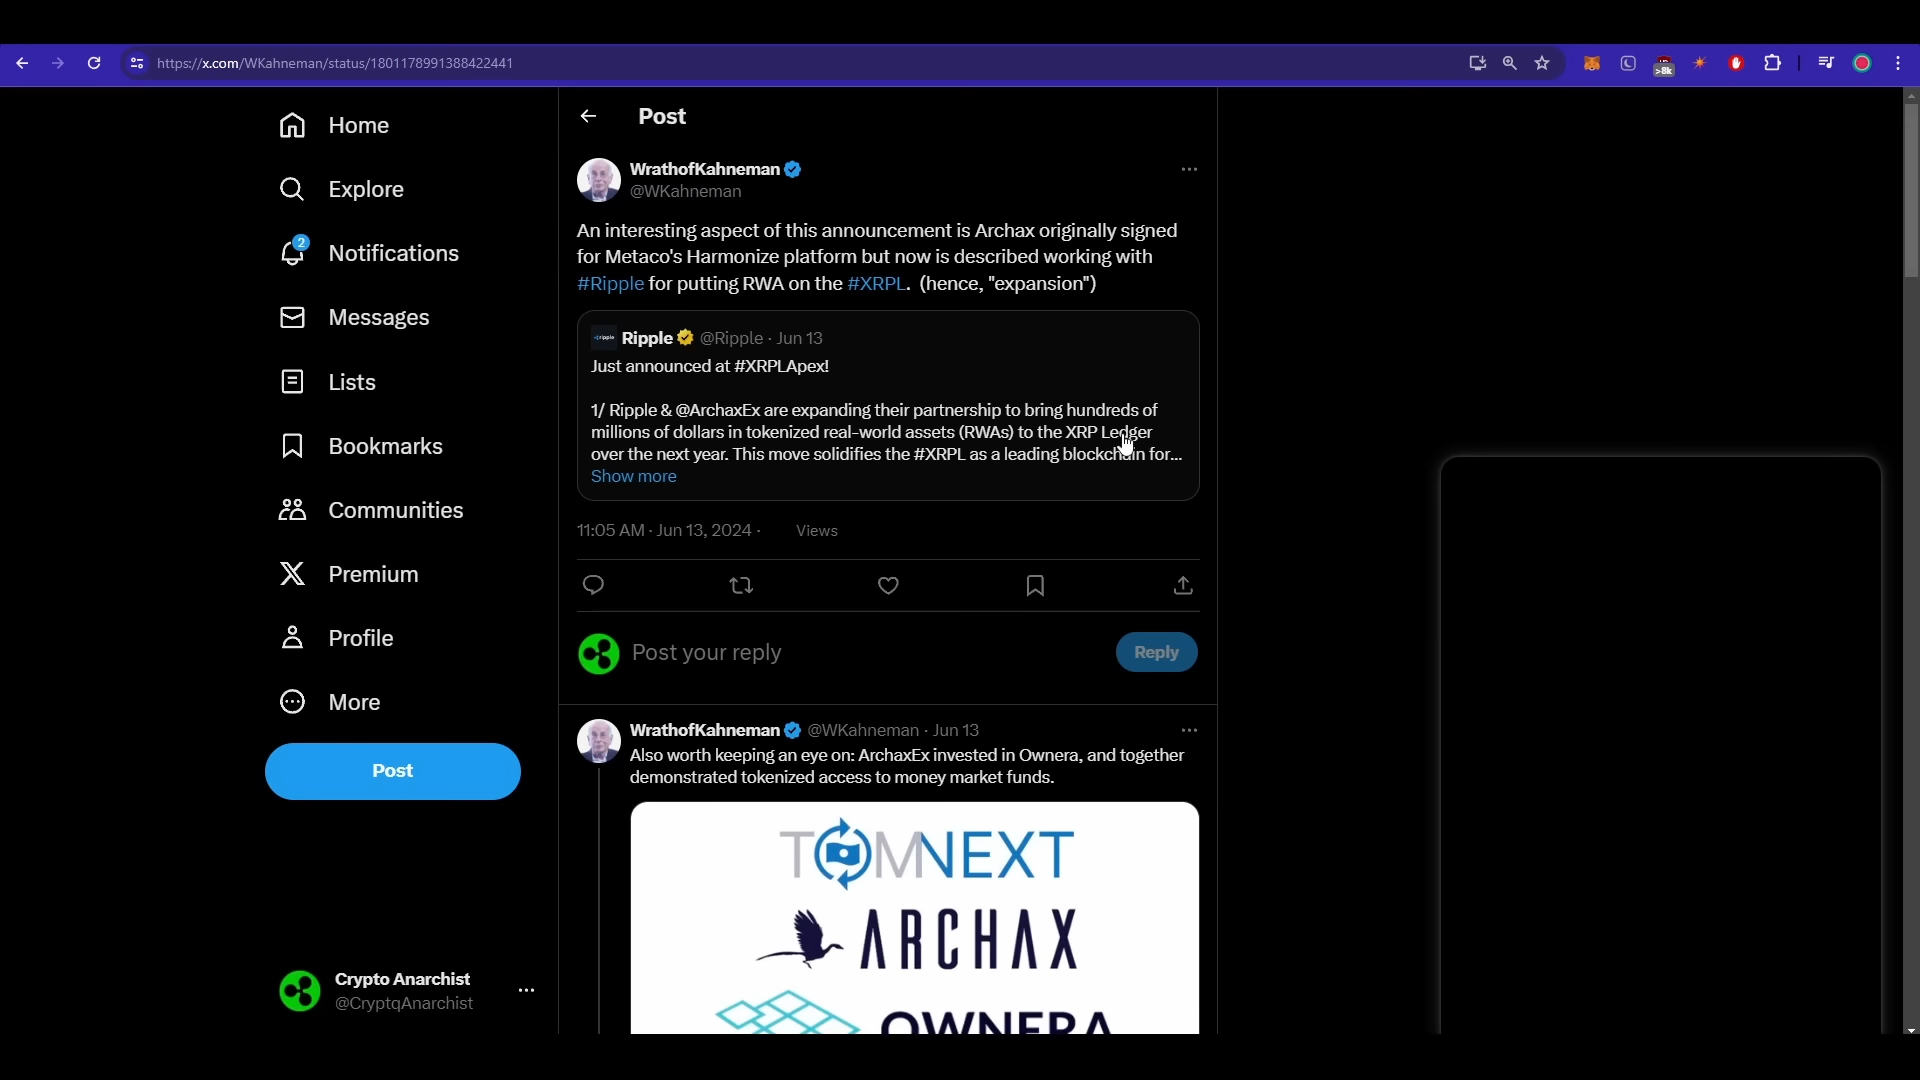 https://x.com/WKahneman/status/1801178991388422441
>8k
Home
Explore
2
Notifications
Messages
Lists
Bookmarks
Communities
Premium
Profile
More
Post
Crypto Anarchist
@CryptqAnarchist
Post
WrathofKahneman
@WKahneman
An interesting aspect of this announcement is Archax originally signed
for Metaco's Harmonize platform but now is described working with
#Ripple for putting RWA on the #XRPL. (hence, "expansion")
ripple
Ripple @Ripple · Jun 13
Just announced at #XRPLApex!
1/ Ripple & @ArchaxEx are expanding their partnership to bring hundreds of
millions of dollars in tokenized real-world assets (RWAs) to the XRP Ledger
over the next year. This move solidifies the #XRPL as a leading blockchain for...
Show more
11:05 AM · Jun 13, 2024 · Views
Post your reply
Reply
WrathofKahneman @WKahneman · Jun 13
Also worth keeping an eye on: ArchaxEx invested in Ownera, and together
demonstrated tokenized access to money market funds.
TOMNEXT
ARCHAX
OWNERA